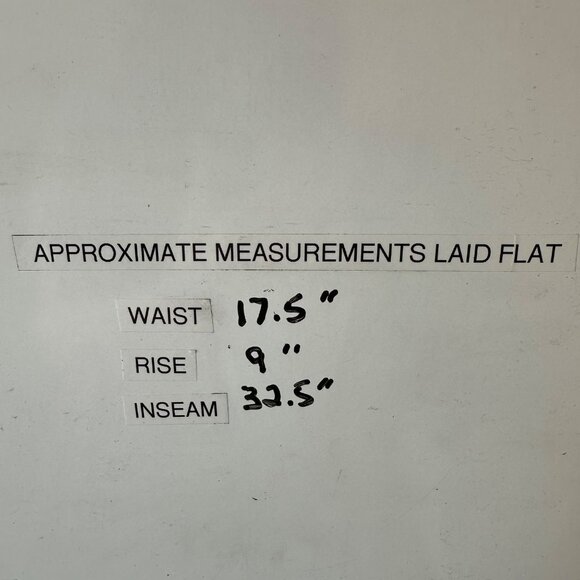 APPROXIMATE MEASUREMENTS LAID FLAT
WAIST 17.5"
RISE 9"
INSEAM 32.5"